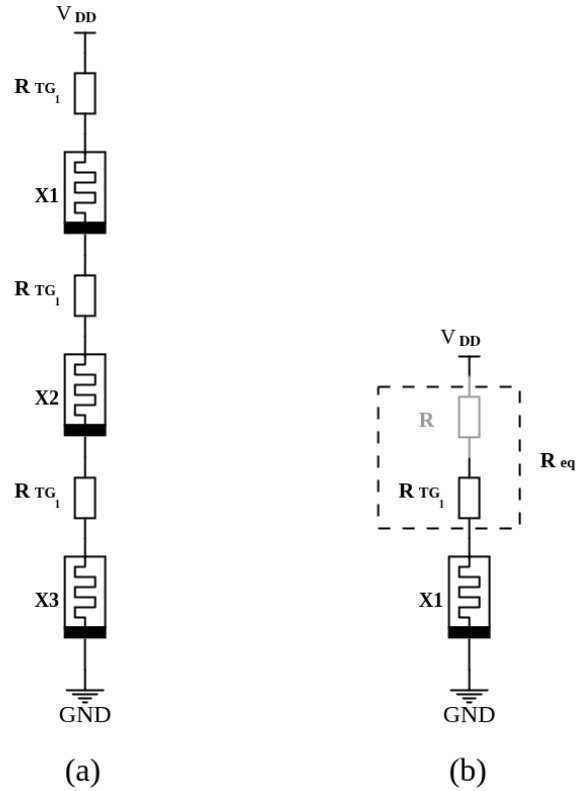 V DD
R TG1
X1
R TG1
X2
R TG1
X3
GND
(a)
V DD
R
R eq
R TG1
X1
GND
(b)